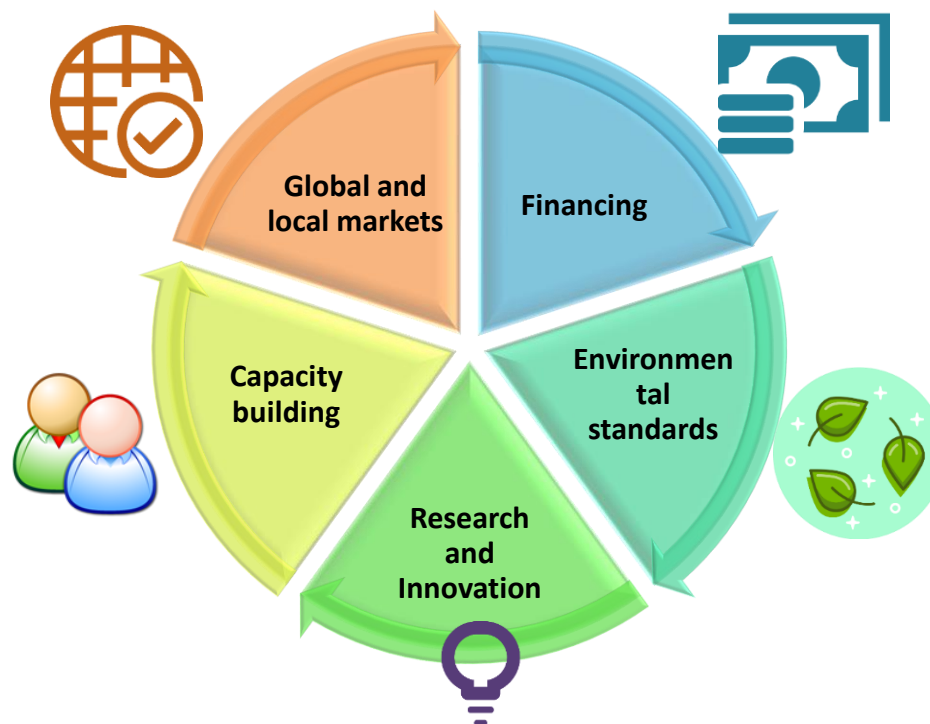 Global and
local markets
Financing
Environmen
tal
standards
Research
and
Innovation
Capacity
building